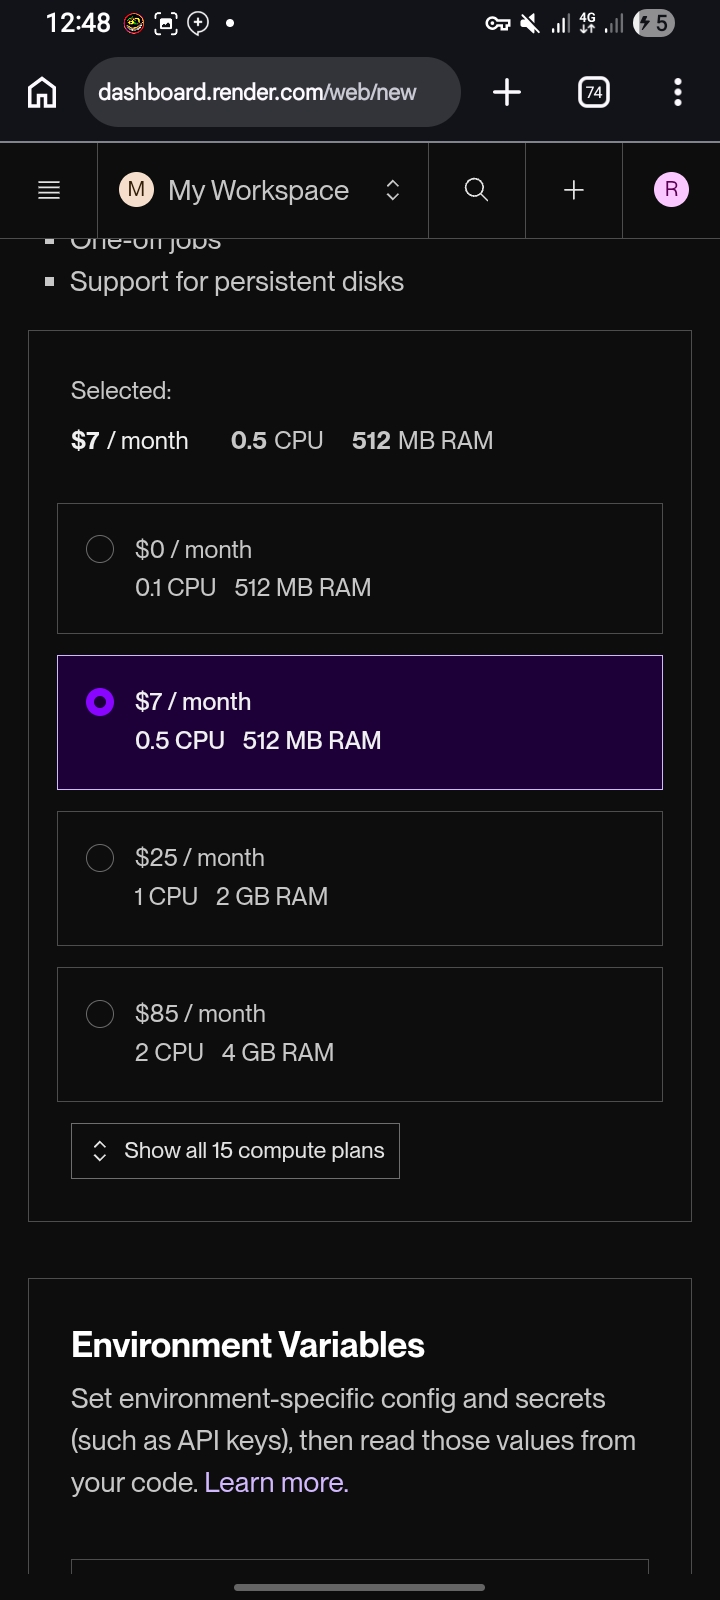 12:48
4G
5
dashboard.render.com/web/new
74
M My Workspace
R
One-off jobs
Support for persistent disks
Selected:
$7 / month 0.5 CPU 512 MB RAM
$0 / month
0.1 CPU 512 MB RAM
$7 / month
0.5 CPU 512 MB RAM
$25 / month
1 CPU 2 GB RAM
$85 / month
2 CPU 4 GB RAM
Show all 15 compute plans
Environment Variables
Set environment-specific config and secrets
(such as API keys), then read those values from
your code. Learn more.